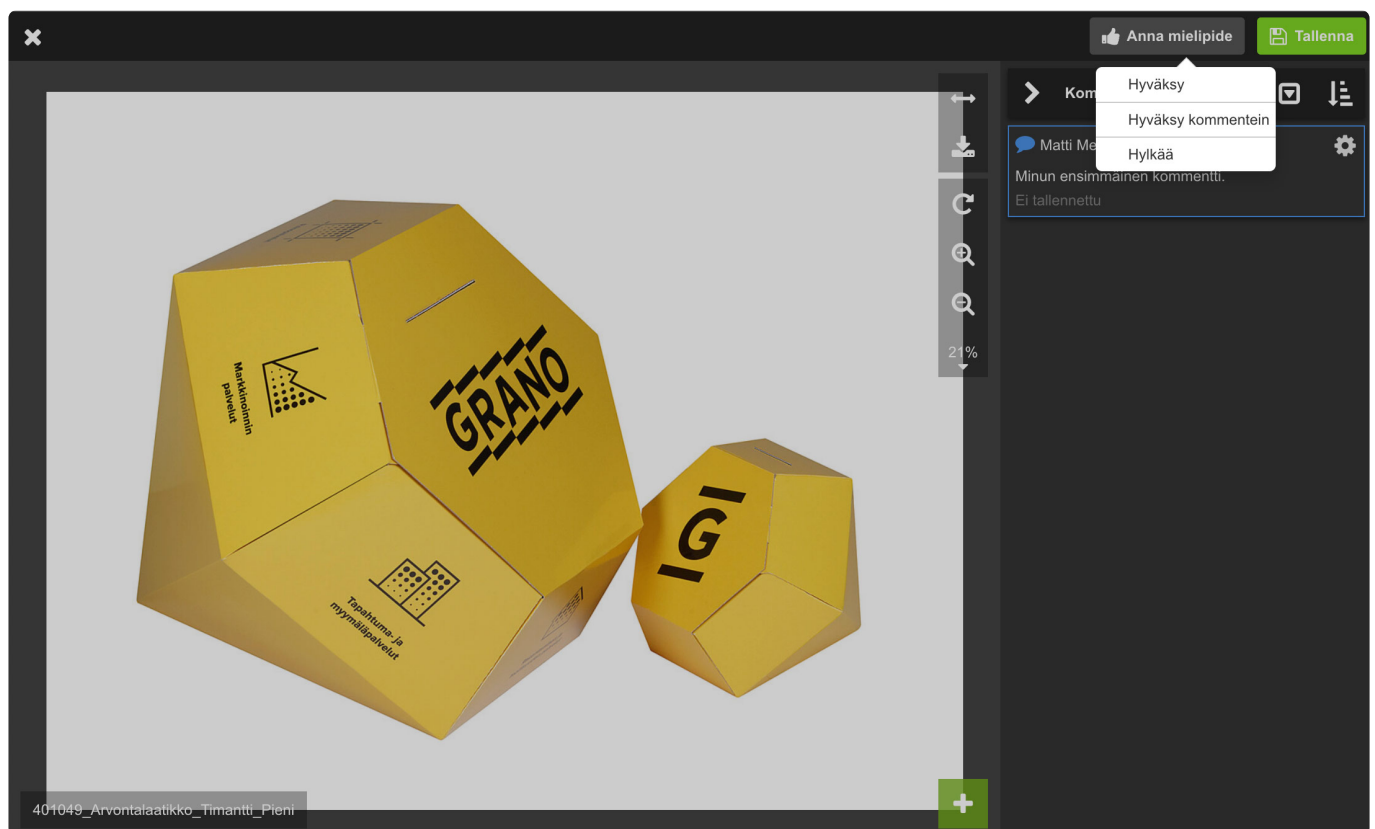 Anna mielipide
Tallenna
Hyväksy
Hyväksy kommentein
Hylkää
Kom
Matti Me
Minun ensimmäinen kommentti.
Ei tallennettu
21%
Markkinoinnin
palvelut
GRANO
G
Tapahtuma- ja
myymäläpalvelut
401049_Arvontalaatikko_Timantti_Pieni